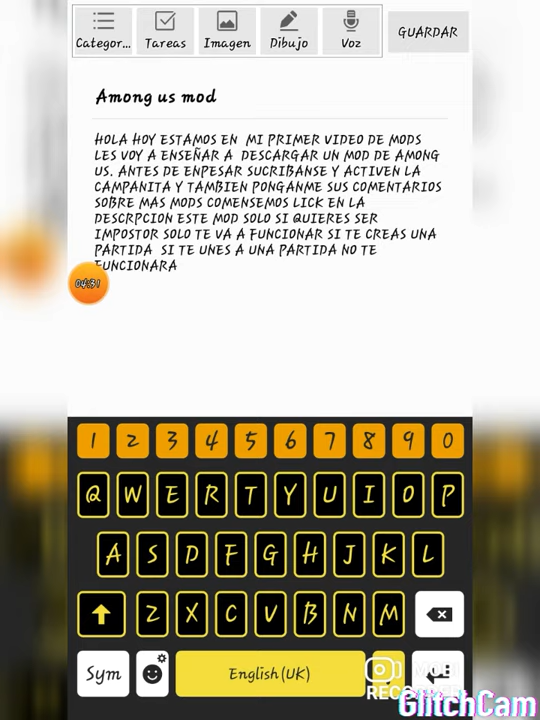 Categor... Tareas Imagen Dibujo Voz GUARDAR
Among us mod
HOLA HOY ESTAMOS EN MI PRIMER VIDEO DE MODS
LES VOY A ENSEÑAR A DESCARGAR UN MOD DE AMONG
US. ANTES DE ENPESAR SUCRIBANSE Y ACTIVEN LA
CAMPANITA Y TAMBIEN PONGANME SUS COMENTARIOS
SOBRE MAS MODS COMENSEMOS LICK EN LA
DESCRPCION ESTE MOD SOLO SI QUIERES SER
IMPOSTOR SOLO TE VA A FUNCIONAR SI TE CREAS UNA
PARTIDA SI TE UNES A UNA PARTIDA NO TE
FUNCIONARA
04:31
1 2 3 4 5 6 7 8 9 0
Q W E R T Y U I O P
A S D F G H J K L
Z X C V B N M
Sym English (UK)
GlitchCam